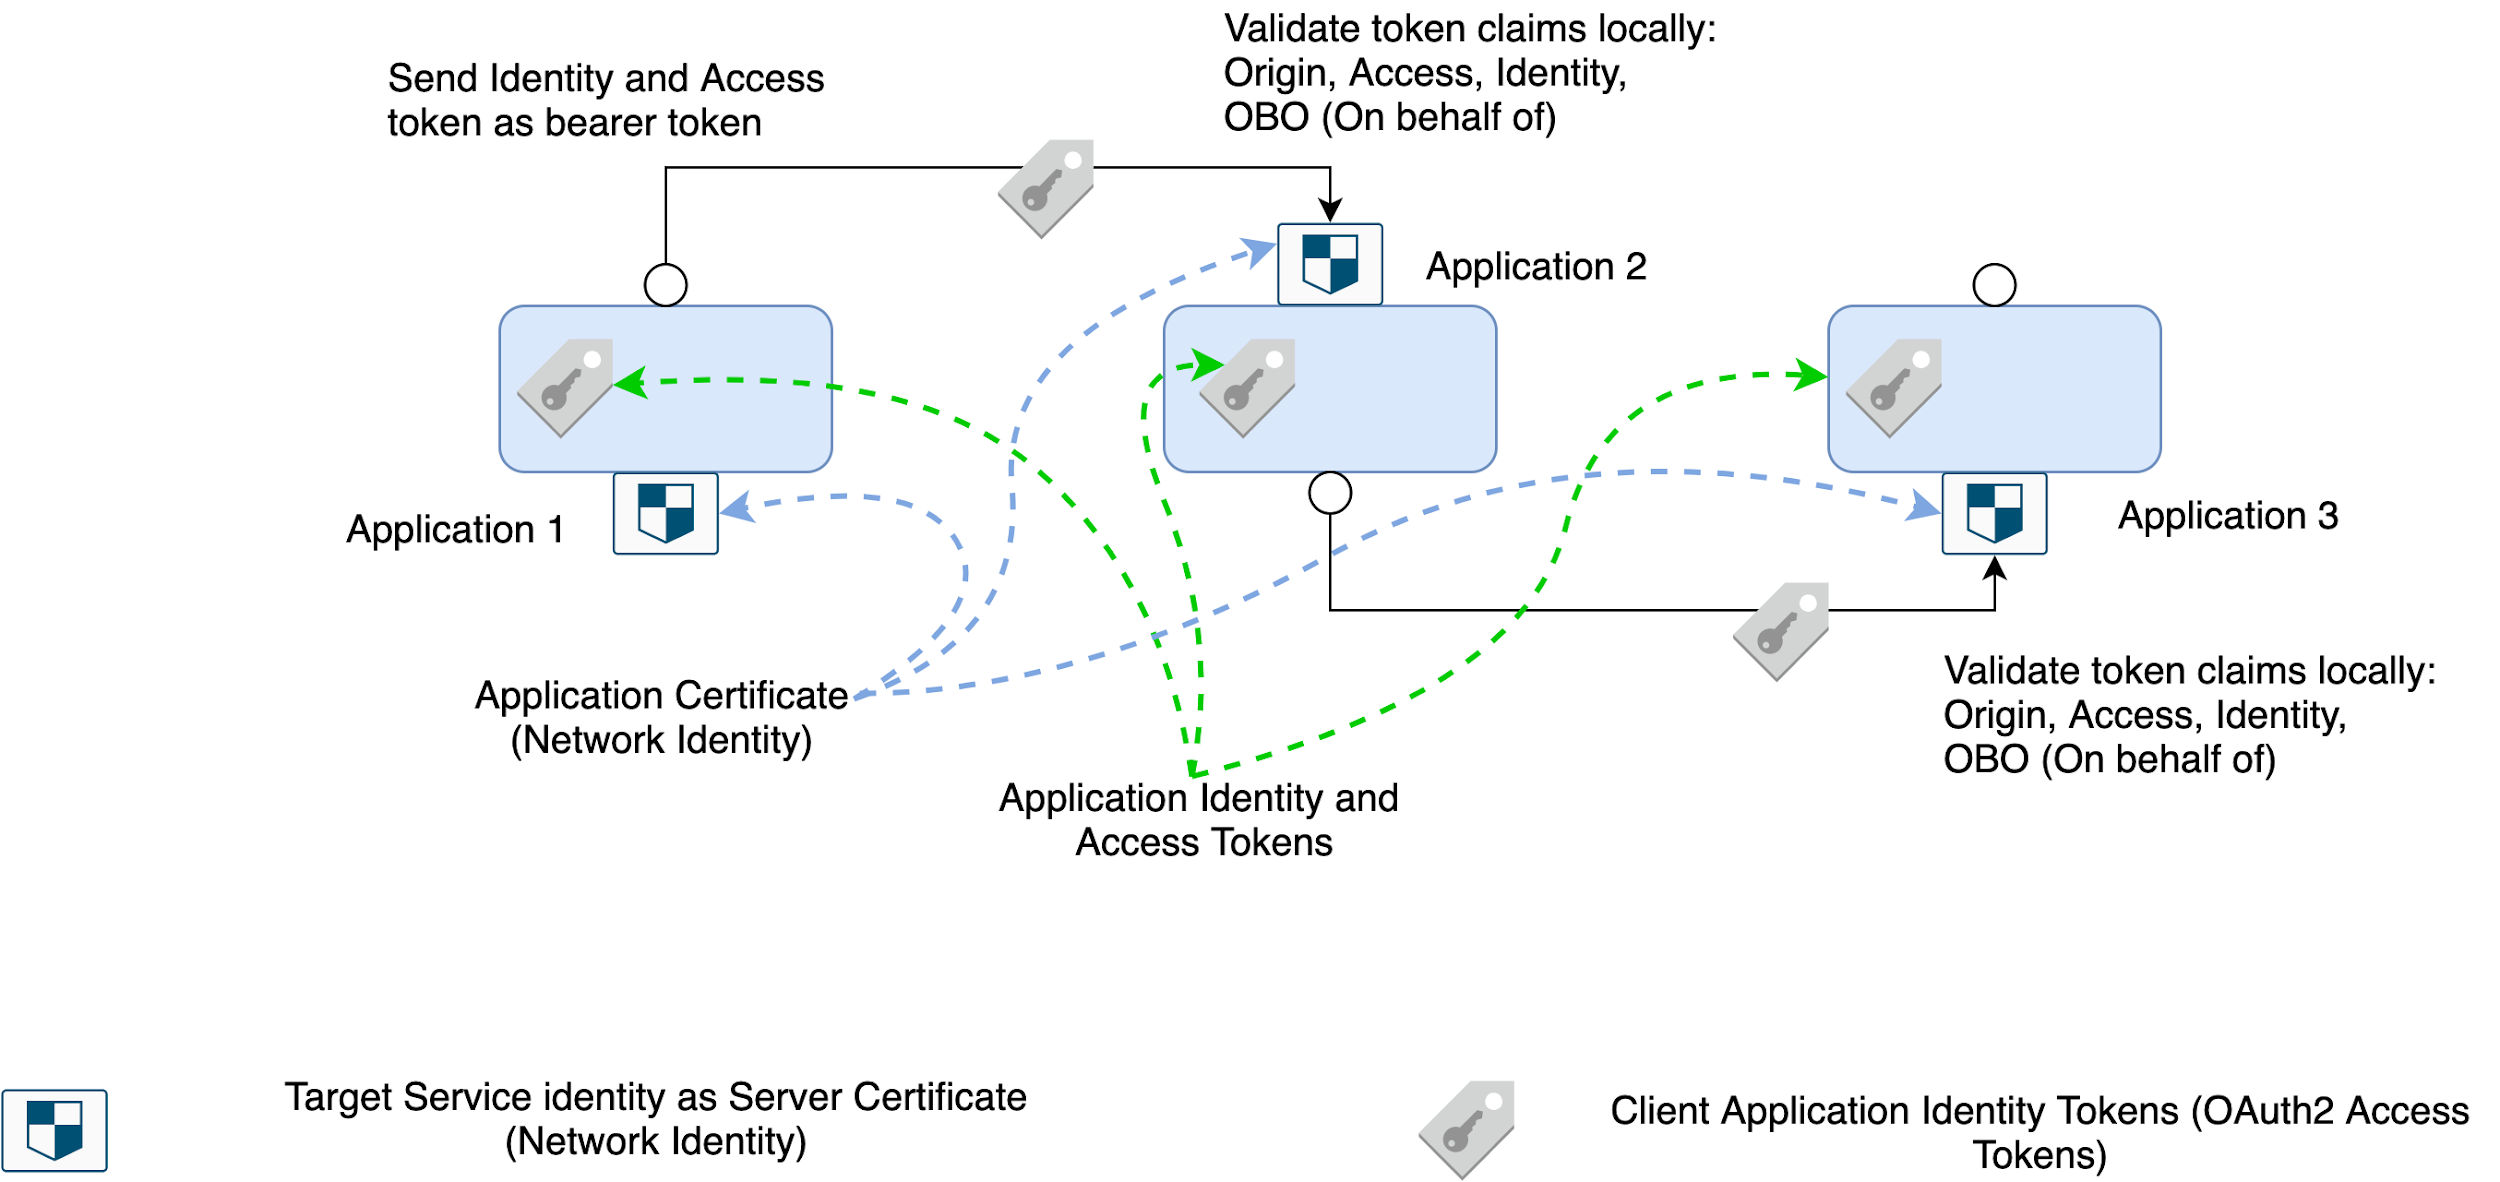 Validate token claims locally:
Origin, Access, Identity,
OBO (On behalf of)
Send Identity and Access
token as bearer token
Application 2
Application 1
Application 3
Application Certificate
(Network Identity)
Validate token claims locally:
Origin, Access, Identity,
OBO (On behalf of)
Application Identity and
Access Tokens
Target Service identity as Server Certificate
(Network Identity)
Client Application Identity Tokens (OAuth2 Access
Tokens)